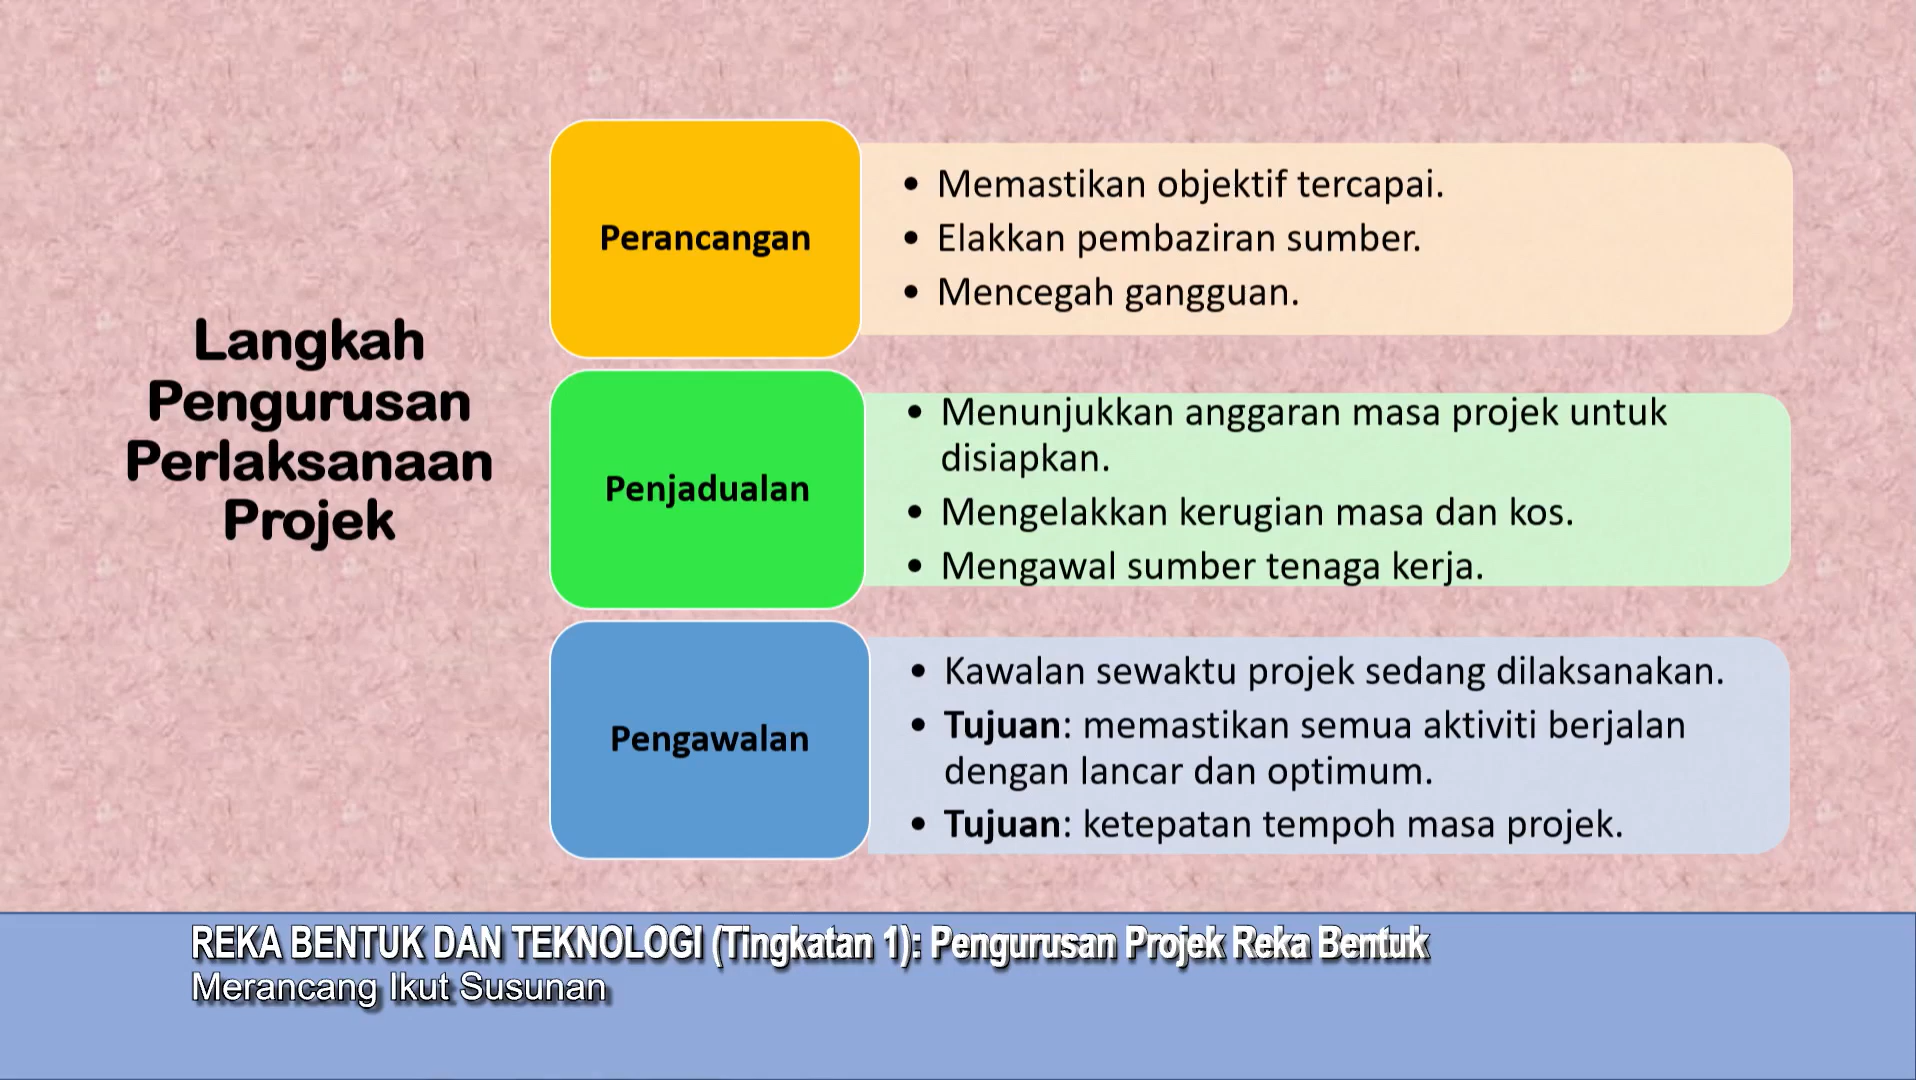 Langkah
Pengurusan
Perlaksanaan
Projek
Perancangan
• Memastikan objektif tercapai.
• Elakkan pembaziran sumber.
• Mencegah gangguan.
Penjadualan
• Menunjukkan anggaran masa projek untuk
disiapkan.
• Mengelakkan kerugian masa dan kos.
• Mengawal sumber tenaga kerja.
Pengawalan
• Kawalan sewaktu projek sedang dilaksanakan.
• Tujuan: memastikan semua aktiviti berjalan
dengan lancar dan optimum.
• Tujuan: ketepatan tempoh masa projek.
REKA BENTUK DAN TEKNOLOGI (Tingkatan 1): Pengurusan Projek Reka Bentuk
Merancang Ikut Susunan